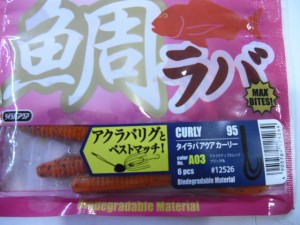 鯛ラバ
MAX
BITES!
アクラバリグと
ベストマッチ!
CURLY 95
タイラバアクア カーリー
color
No. A03
6 pcs #12526
Biodegradable Material
Biodegradable Material